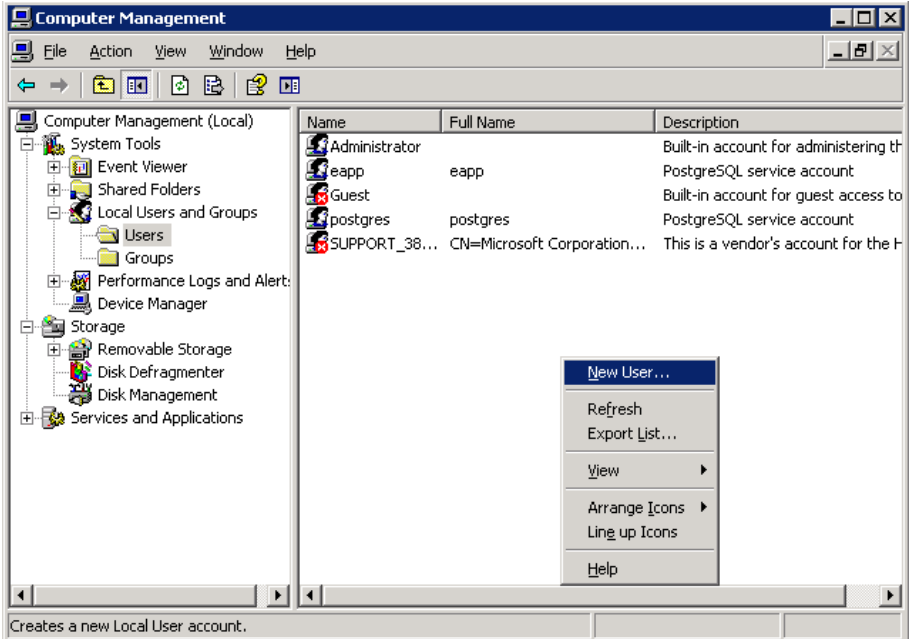 Computer Management
File Action View Window Help
Computer Management (Local)
System Tools
Event Viewer
Shared Folders
Local Users and Groups
Users
Groups
Performance Logs and Alert
Device Manager
Storage
Removable Storage
Disk Defragmenter
Disk Management
Services and Applications
Name Full Name Description
Administrator Built-in account for administering th
eapp eapp PostgreSQL service account
Guest Built-in account for guest access to
postgres postgres PostgreSQL service account
SUPPORT_38... CN=Microsoft Corporation... This is a vendor's account for the H
New User...
Refresh
Export List...
View
Arrange Icons
Line up Icons
Help
Creates a new Local User account.